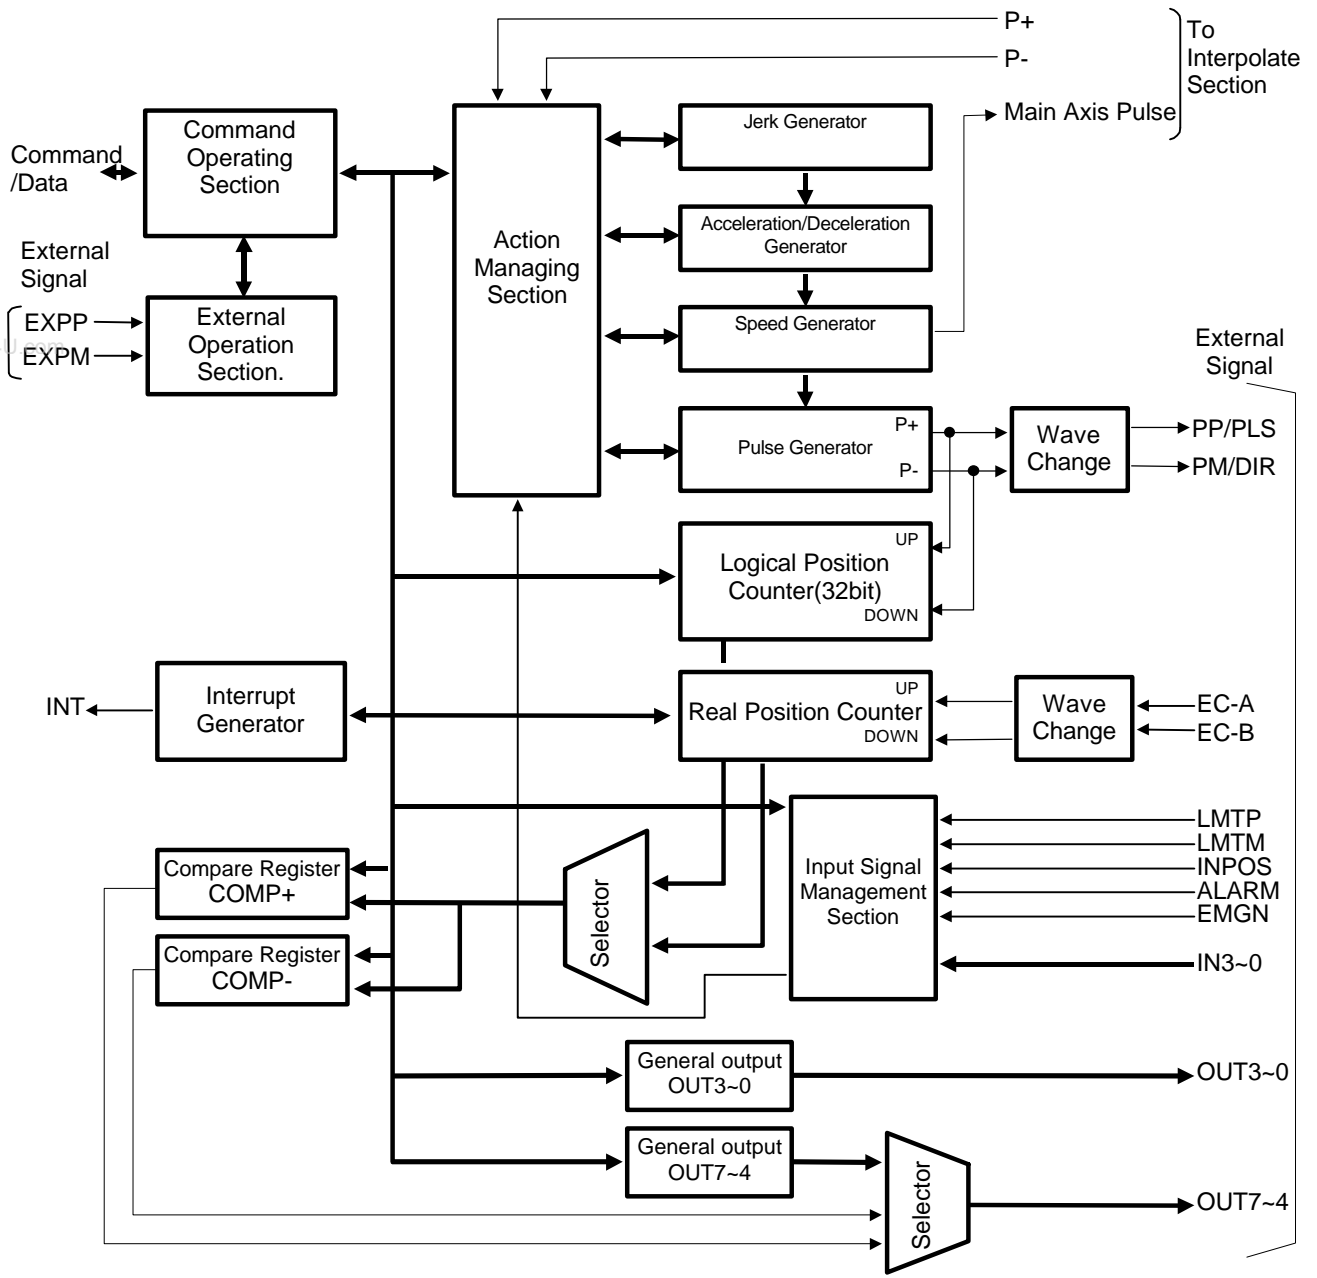 P+
P-
Main Axis Pulse
To
Interpolate
Section
Command
/Data
Command
Operating
Section
External
Signal
EXPP
EXPM
External
Operation
Section.
Action
Managing
Section
Jerk Generator
Acceleration/Deceleration
Generator
Speed Generator
Pulse Generator
P+
P-
Wave
Change
External
Signal
PP/PLS
PM/DIR
Logical Position
Counter(32bit)
UP
DOWN
INT
Interrupt
Generator
Real Position Counter
UP
DOWN
Wave
Change
EC-A
EC-B
Compare Register
COMP+
Compare Register
COMP-
Selector
Input Signal
Management
Section
LMTP
LMTM
INPOS
ALARM
EMGN
IN3~0
General output
OUT3~0
OUT3~0
General output
OUT7~4
Selector
OUT7~4